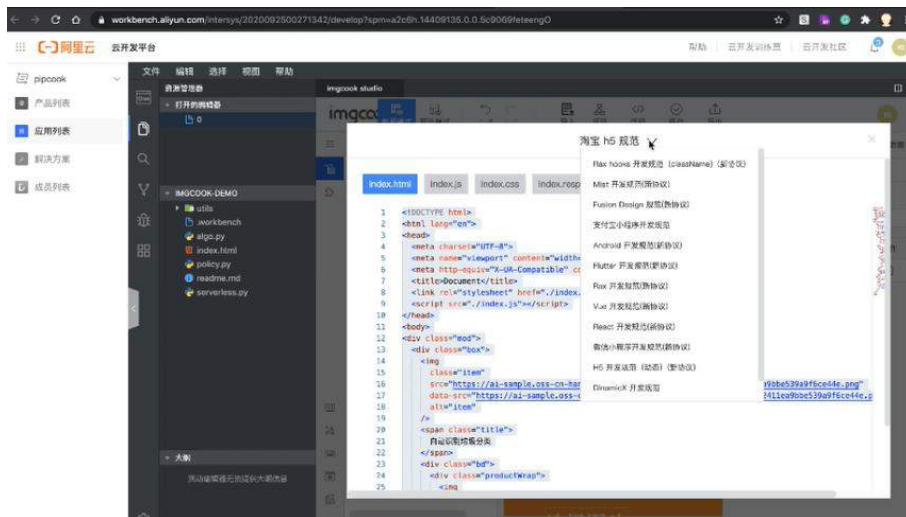 workbench.aliyun.com/intersys/2020092500271342/develop?spm=a2c6h.14409135.0.0.5c9069feteengO
阿里云
云开发平台
帮助
云开发训练营
云开发社区
pipcook
产品列表
应用列表
解决方案
成员列表
文件 编辑 选择 视图 帮助
资源管理器
打开的编辑器
0
IMGCOOK-DEMO
utils
.workbench
algo.py
index.html
policy.py
readme.md
serverless.py
大纲
imgcook studio
淘宝 h5 规范
index.html index.js index.css index.resp
Rax hooks 开发规范 (className) (新协议)
Mist 开发规范(新协议)
Fusion Design 规范(新协议)
支付宝小程序开发规范
Android 开发规范(新协议)
Flutter 开发规范(新协议)
Rax 开发规范(新协议)
Vue 开发规范(新协议)
React 开发规范(新协议)
微信小程序开发规范(新协议)
H5 开发规范 (动态) (新协议)
DinamicX 开发规范
1 <!DOCTYPE html>
2 <html lang="en">
3 <head>
4 <meta charset="UTF-8">
5 <meta name="viewport" content="width=
6 <meta http-equiv="X-UA-Compatible" co
7 <title>Document</title>
8 <link rel="stylesheet" href="./index.
9 <script src="./index.js"></script>
10 </head>
11 <body>
12 <div class="mod">
13 <div class="box">
14 <img
15 class="item"
16 src="https://ai-sample.oss-cn-han 9bbe539a9f6ce44e.png"
17 data-src="https://ai-sample.oss-c 2411ea9bbe539a9f6ce44e.p
18 alt="item"
19 />
20 <span class="title">
21 自动识别垃圾分类
22 </span>
23 <div class="bd">
24 <div class="productWrap">
25 <img